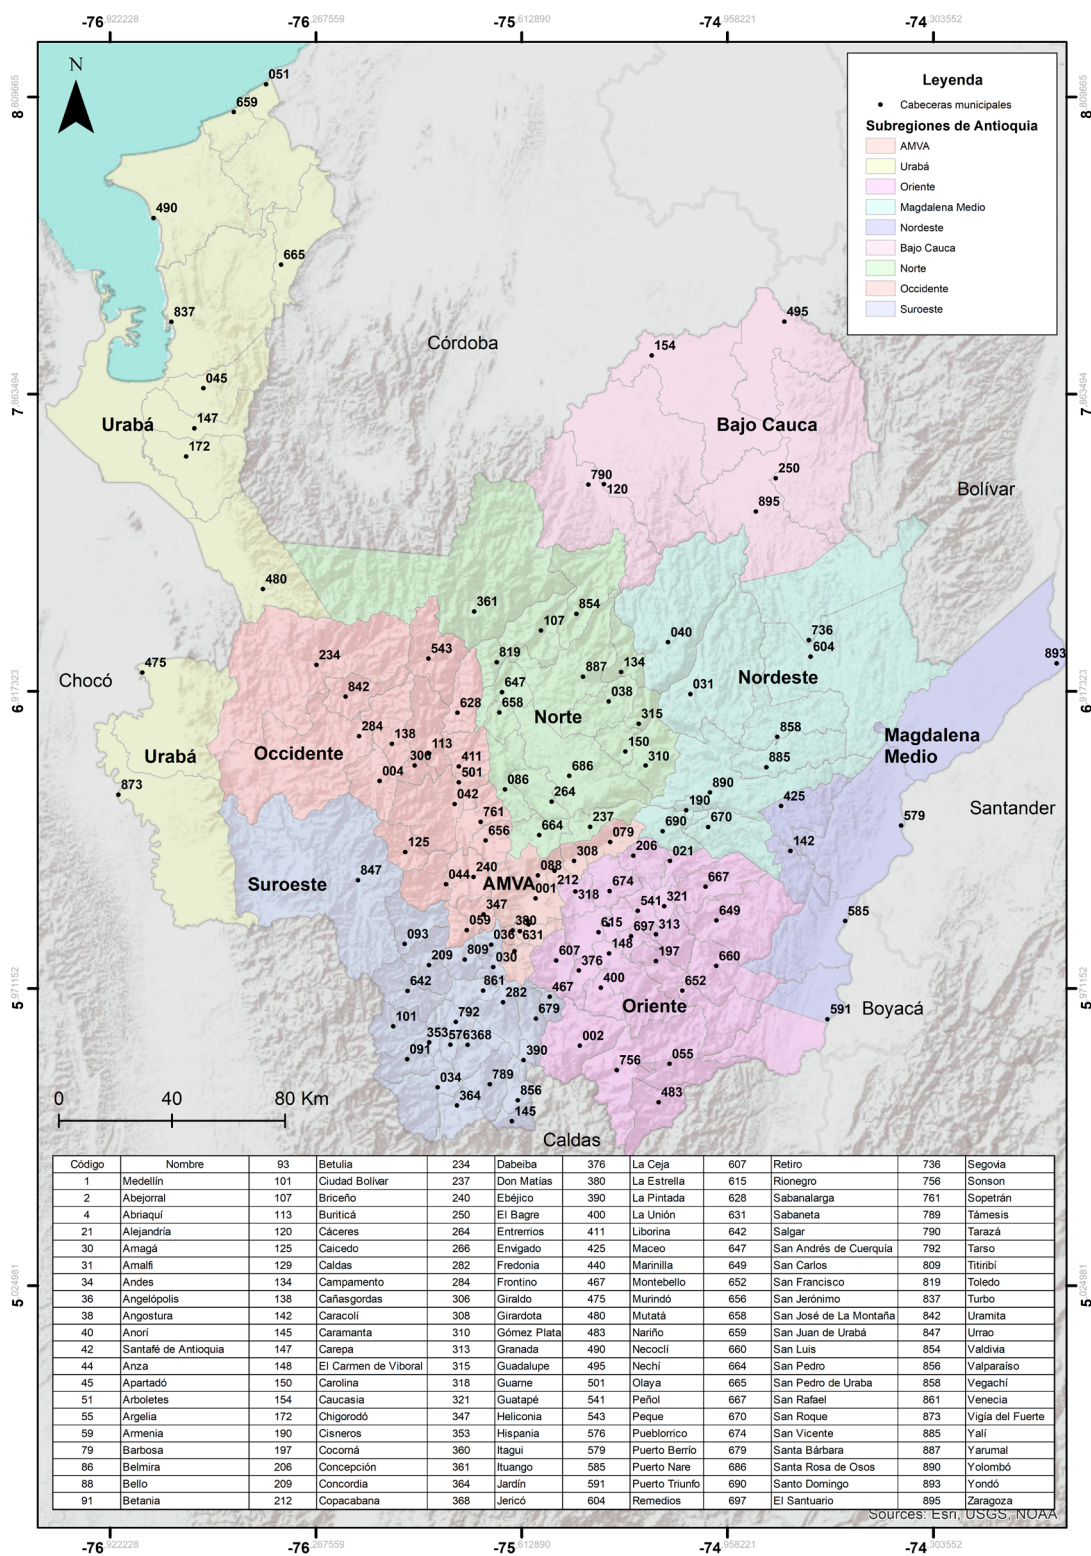 -76.922228 -76.267559 -75.612890 -74.958221 -74.303552
8.809665
7.863494
6.917323
5.971152
5.024981
N
Leyenda
Cabeceras municipales
Subregiones de Antioquia
AMVA
Urabá
Oriente
Magdalena Medio
Nordeste
Bajo Cauca
Norte
Occidente
Suroeste
051
659
490
665
837
495
154
Córdoba
045
147
Urabá
Bajo Cauca
172
790
120
250
895
Bolívar
480
361
854
107
040
736
604
475
234
543
819
887
134
893
Chocó
842
647
038
031
Nordeste
628
658
Norte
315
284
138
113
306
150
858
Magdalena
Medio
Urabá
Occidente
411
310
885
873
004
501
086
686
890
042
264
190
425
Santander
579
761
656
664
237
079
690
670
142
125
308
206
021
Suroeste
847
044
240
AMVA
088
212
001
318
674
667
347
541
321
649
585
059
380
615
313
093
036
631
697
148
197
209
809
030
607
376
660
642
861
282
467
400
652
Oriente
Boyacá
591
101
792
679
353
576
368
002
091
390
756
055
034
789
364
856
483
145
0 40 80 Km
Caldas
Código Nombre 93 Betulia 234 Dabeiba 376 La Ceja 607 Retiro 736 Segovia
1 Medellín 101 Ciudad Bolívar 237 Don Matías 380 La Estrella 615 Rionegro 756 Sonson
2 Abejorral 107 Briceño 240 Ebéjico 390 La Pintada 628 Sabanalarga 761 Sopetrán
4 Abriaquí 113 Buriticá 250 El Bagre 400 La Unión 631 Sabaneta 789 Támesis
21 Alejandría 120 Cáceres 264 Entrerrios 411 Liborina 642 Salgar 790 Tarazá
30 Amagá 125 Caicedo 266 Envigado 425 Maceo 647 San Andrés de Cuerquía 792 Tarso
31 Amalfi 129 Caldas 282 Fredonia 440 Marinilla 649 San Carlos 809 Titiribí
34 Andes 134 Campamento 284 Frontino 467 Montebello 652 San Francisco 819 Toledo
36 Angelópolis 138 Cañasgordas 306 Giraldo 475 Murindó 656 San Jerónimo 837 Turbo
38 Angostura 142 Caracolí 308 Girardota 480 Mutatá 658 San José de La Montaña 842 Uramita
40 Anorí 145 Caramanta 310 Gómez Plata 483 Nariño 659 San Juan de Urabá 847 Urrao
42 Santafé de Antioquia 147 Carepa 313 Granada 490 Necoclí 660 San Luis 854 Valdivia
44 Anza 148 El Carmen de Viboral 315 Guadalupe 495 Nechí 664 San Pedro 856 Valparaíso
45 Apartadó 150 Carolina 318 Guarne 501 Olaya 665 San Pedro de Uraba 858 Vegachí
51 Arboletes 154 Caucasia 321 Guatapé 541 Peñol 667 San Rafael 861 Venecia
55 Argelia 172 Chigorodó 347 Heliconia 543 Peque 670 San Roque 873 Vigía del Fuerte
59 Armenia 190 Cisneros 353 Hispania 576 Pueblorrico 674 San Vicente 885 Yalí
79 Barbosa 197 Cocorná 360 Itagui 579 Puerto Berrío 679 Santa Bárbara 887 Yarumal
86 Belmira 206 Concepción 361 Ituango 585 Puerto Nare 686 Santa Rosa de Osos 890 Yolombó
88 Bello 209 Concordia 364 Jardín 591 Puerto Triunfo 690 Santo Domingo 893 Yondó
91 Betania 212 Copacabana 368 Jericó 604 Remedios 697 El Santuario 895 Zaragoza
Sources: Esri, USGS, NOAA
-76.922228 -76.267559 -75.612890 -74.958221 -74.303552